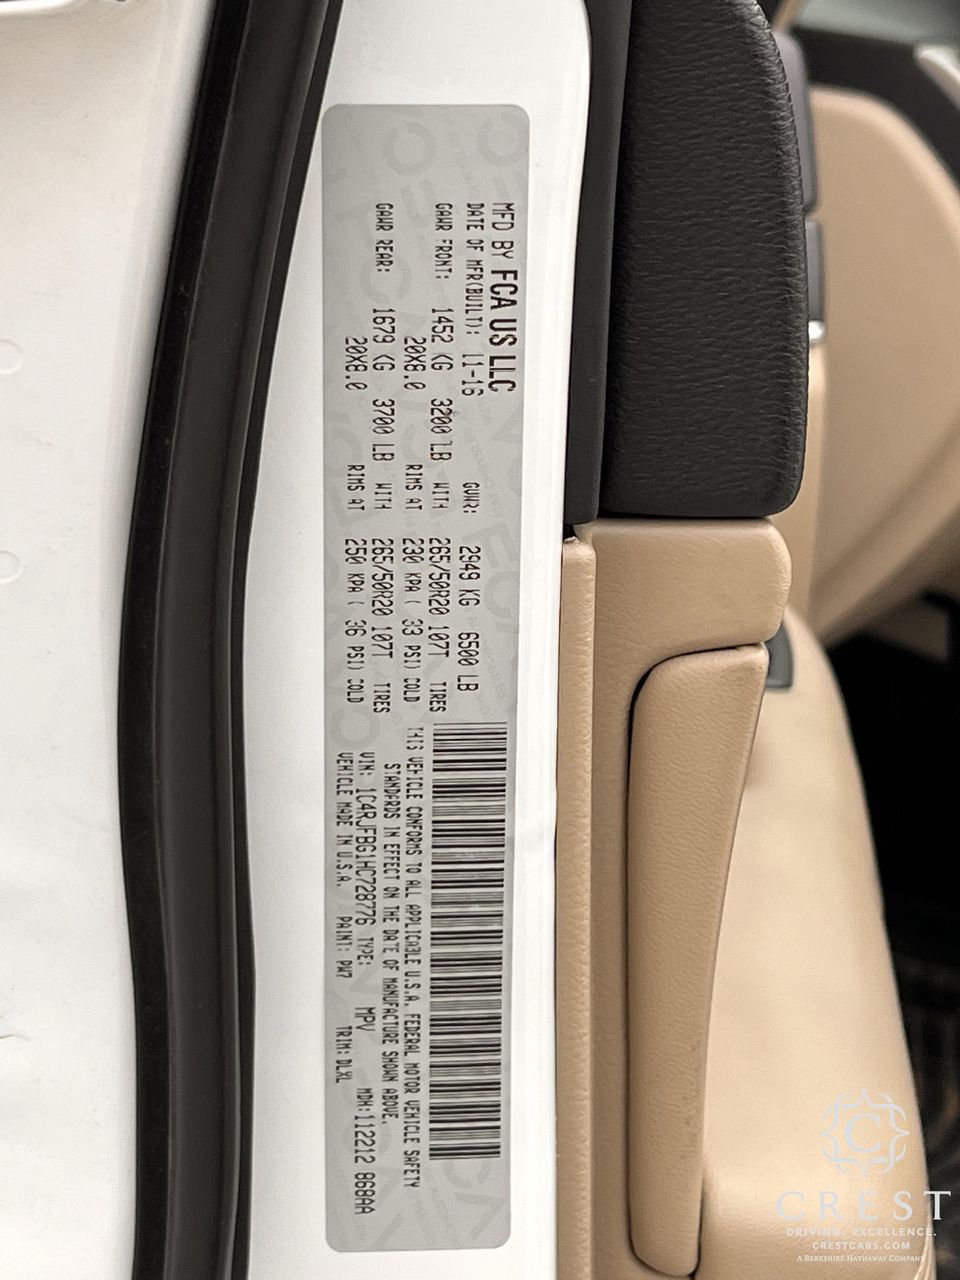 MFD BY FCA US LLC
DATE OF MFR(BUILT): 11-16 GVWR: 2949 KG 6500 LB
GAWR FRONT: 1452 KG 3200 LB WITH 265/50R20 107T TIRES
20X8.0 RIMS AT 230 KPA ( 33 PSI) COLD
GAWR REAR: 1679 KG 3700 LB WITH 265/50R20 107T TIRES
20X8.0 RIMS AT 250 KPA ( 36 PSI) COLD
THIS VEHICLE CONFORMS TO ALL APPLICABLE U.S.A. FEDERAL MOTOR VEHICLE SAFETY
STANDARDS IN EFFECT ON THE DATE OF MANUFACTURE SHOWN ABOVE.
VIN: 1C4RJFBG1HC728776 TYPE: MPV MDH:112212 868AA
VEHICLE MADE IN U.S.A. PAINT: PW7 TRIM: DLXL
C
CREST
DRIVING. EXCELLENCE.
CRESTCARS.COM
A BERKSHIRE HATHAWAY COMPANY